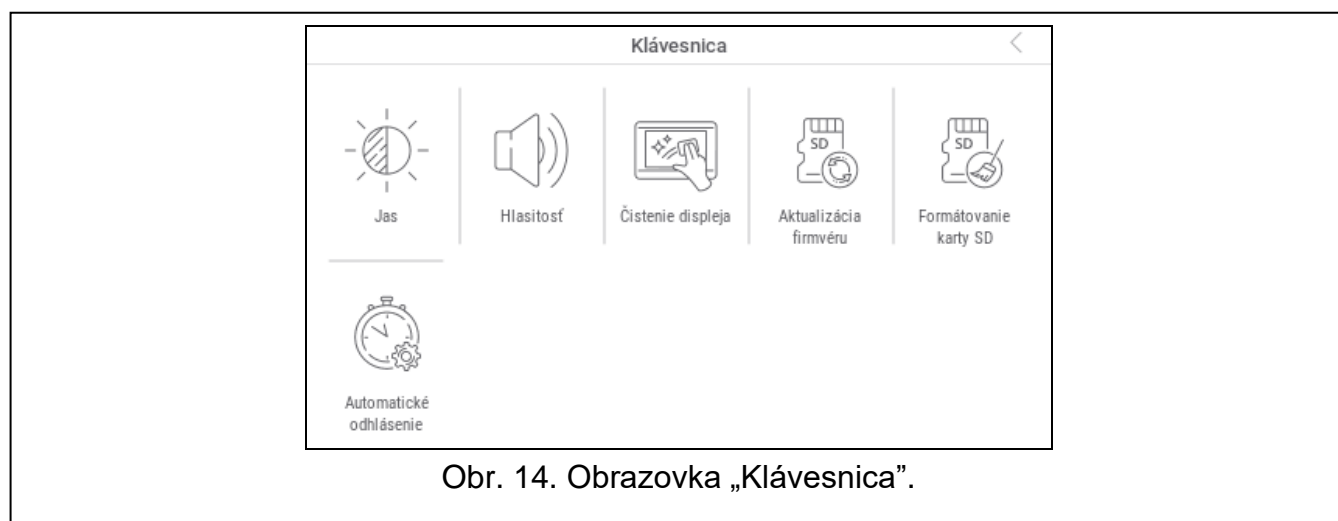 Klávesnica
Jas
Hlasitosť
Čistenie displeja
Aktualizácia
firmvéru
Formátovanie
karty SD
SD
SD
Automatické
odhlásenie
Obr. 14. Obrazovka „Klávesnica”.